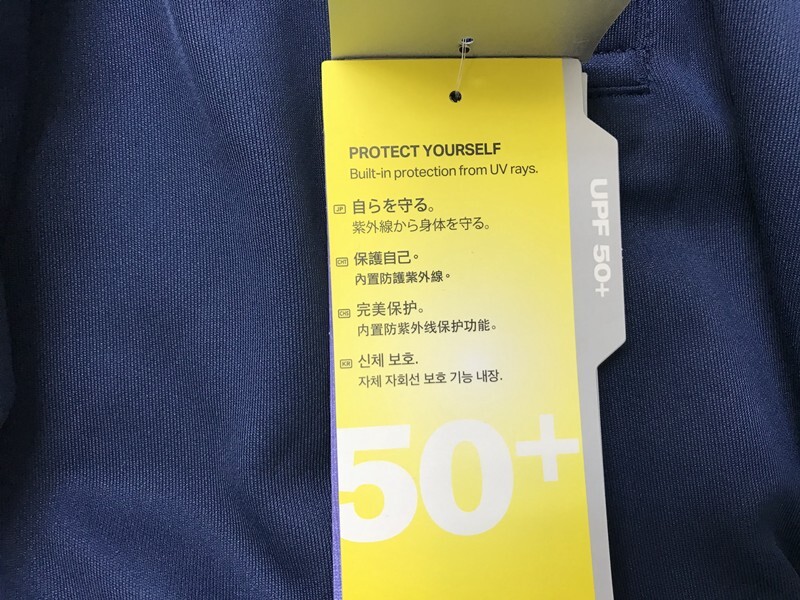 PROTECT YOURSELF
Built-in protection from UV rays.
JP 自らを守る。
紫外線から身体を守る。
CHT 保護自己。
內置防護紫外線。
CHS 完美保护。
内置防紫外线保护功能。
KR 신체 보호.
자체 자회선 보호 기능 내장.
50+
UPF 50+